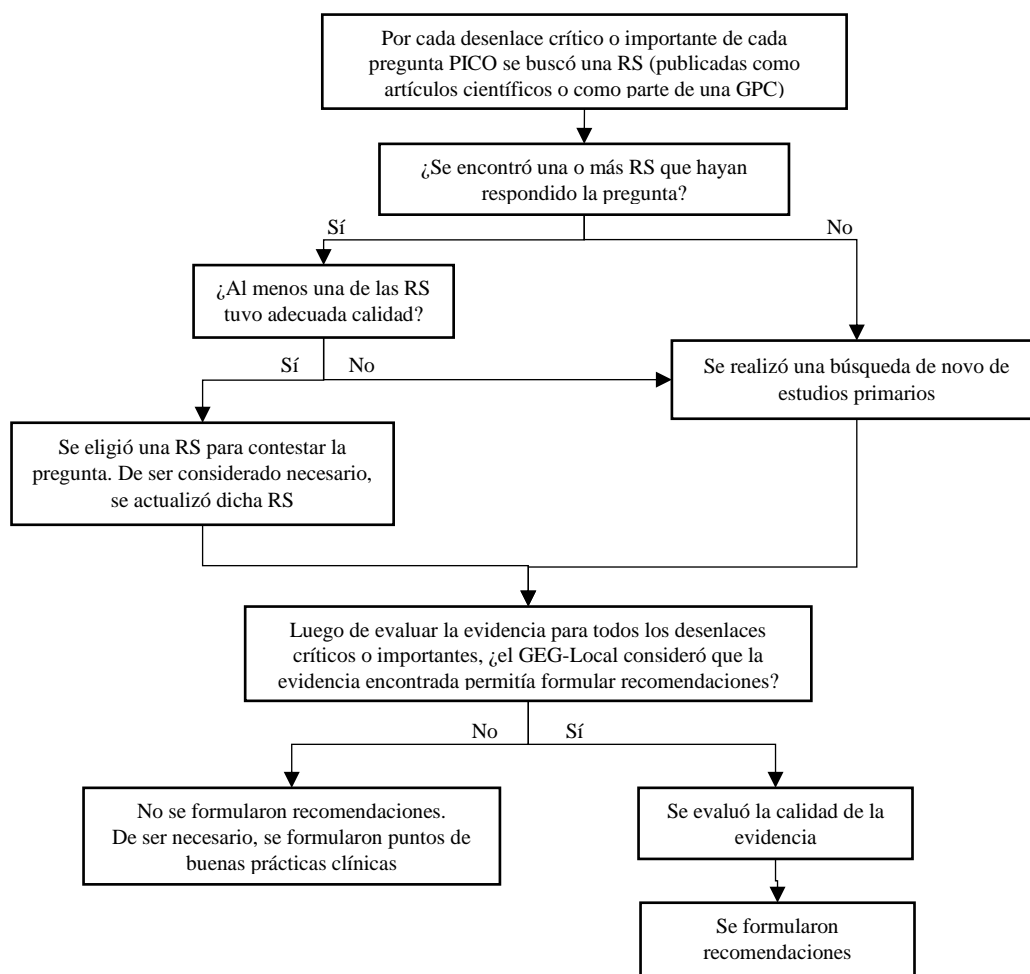 Por cada desenlace crítico o importante de cada
pregunta PICO se buscó una RS (publicadas como
artículos científicos o como parte de una GPC)
¿Se encontró una o más RS que hayan
respondido la pregunta?
Sí
No
¿Al menos una de las RS
tuvo adecuada calidad?
Sí
No
Se realizó una búsqueda de novo de
estudios primarios
Se eligió una RS para contestar la
pregunta. De ser considerado necesario,
se actualizó dicha RS
Luego de evaluar la evidencia para todos los desenlaces
críticos o importantes, ¿el GEG-Local consideró que la
evidencia encontrada permitía formular recomendaciones?
No
Sí
No se formularon recomendaciones.
De ser necesario, se formularon puntos de
buenas prácticas clínicas
Se evaluó la calidad de la
evidencia
Se formularon
recomendaciones